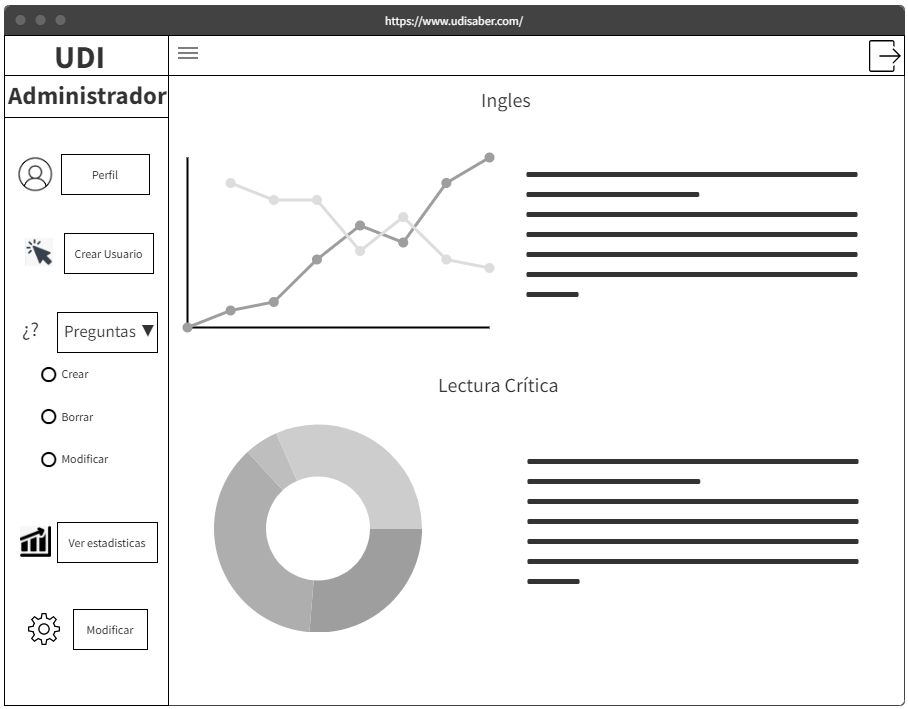 https://www.udisaber.com/
UDI
Administrador
Perfil
Crear Usuario
¿? Preguntas ▼
Crear
Borrar
Modificar
Ver estadisticas
Modificar
Ingles
Lectura Crítica